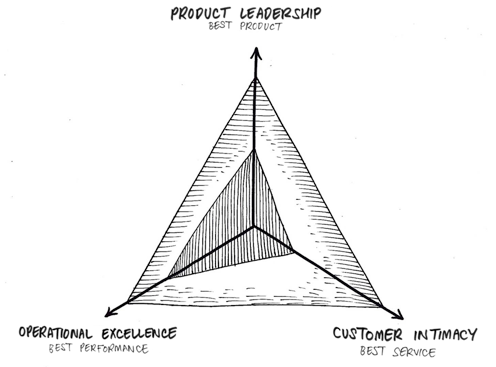 PRODUCT LEADERSHIP
BEST PRODUCT
OPERATIONAL EXCELLENCE
BEST PERFORMANCE
CUSTOMER INTIMACY
BEST SERVICE